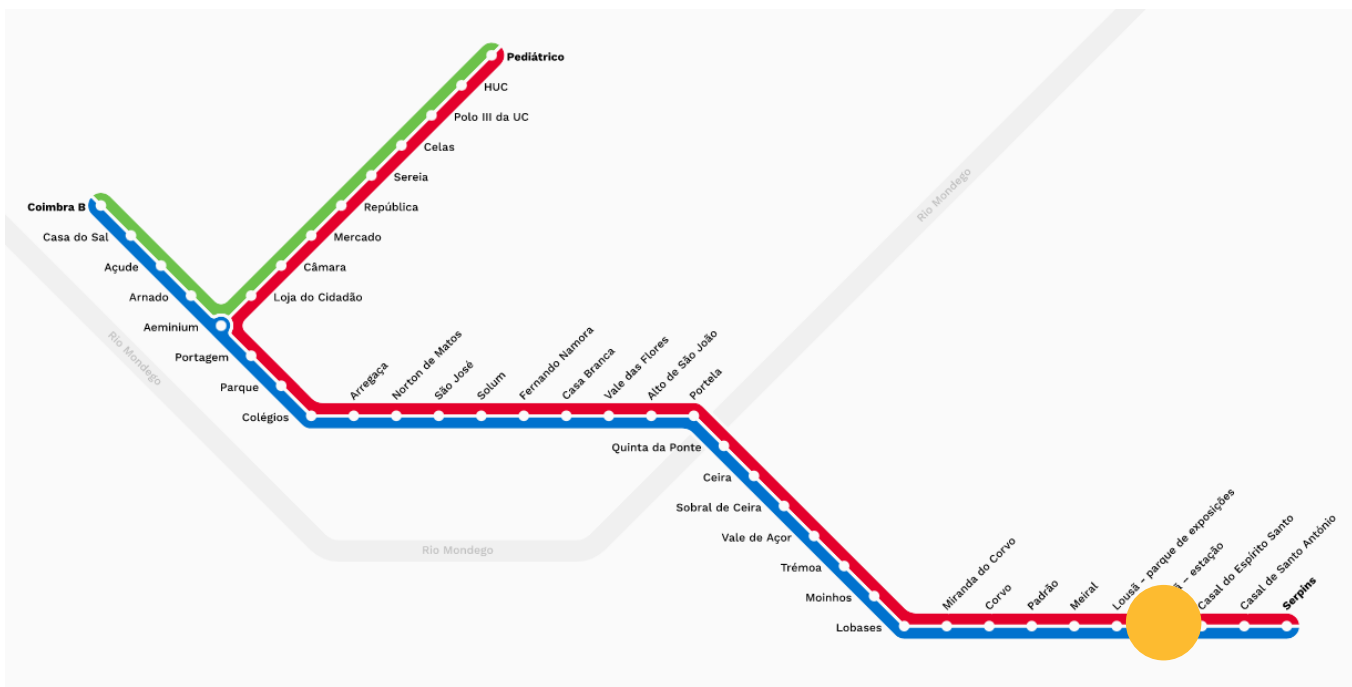 Pediátrico
HUC
Polo III da UC
Celas
Sereia
República
Mercado
Câmara
Loja do Cidadão
Coimbra B
Casa do Sal
Açude
Arnado
Aeminium
Portagem
Parque
Colégios
Arregaça
Norton de Matos
São José
Solum
Fernando Namora
Casa Branca
Vale das Flores
Alto de São João
Portela
Quinta da Ponte
Ceira
Sobral de Ceira
Vale de Açor
Trémoa
Moinhos
Lobases
Miranda do Corvo
Corvo
Padrão
Meiral
Lousã - parque de exposições
– estação
Casal do Espírito Santo
Casal de Santo António
Serpins
Rio Mondego
Rio Mondego
Rio Mondego